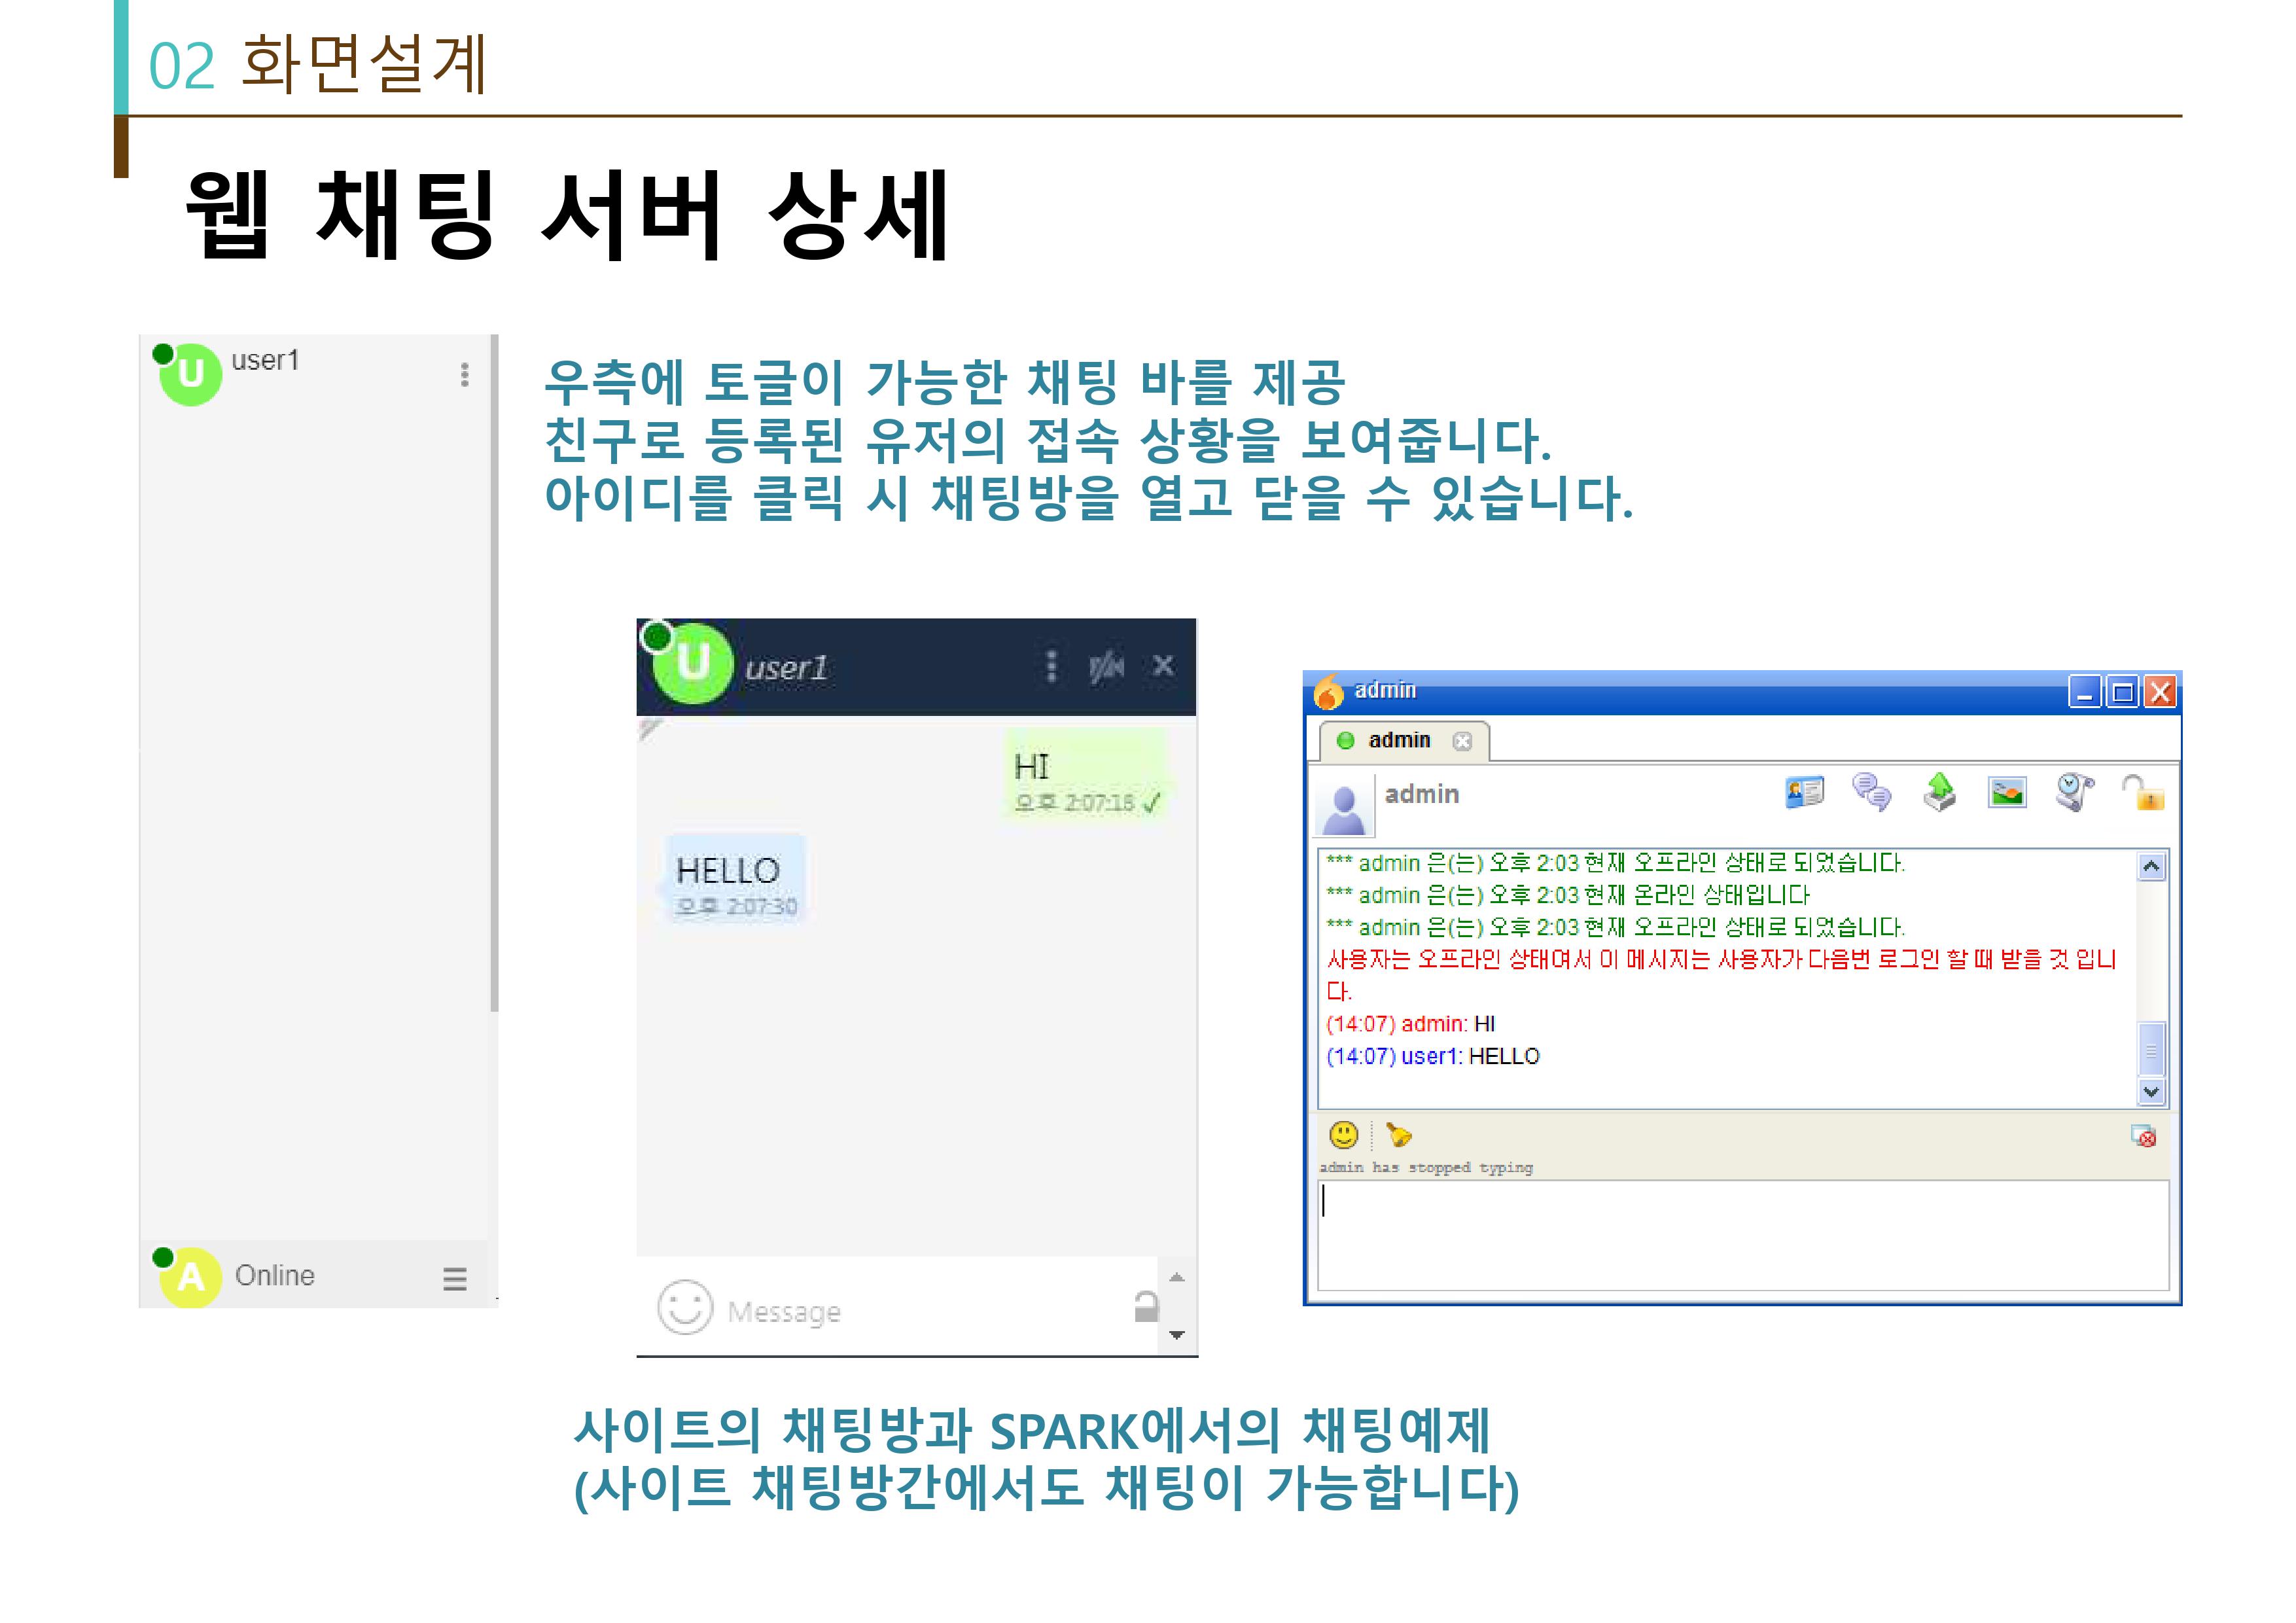 02 화면설계
웹 채팅 서버 상세
U user1
우측에 토글이 가능한 채팅 바를 제공
친구로 등록된 유저의 접속 상황을 보여줍니다.
아이디를 클릭 시 채팅방을 열고 닫을 수 있습니다.
A Online
U user1
HI
오후 2:07:18
HELLO
오후 2:07:30
Message
admin
admin
admin
*** admin 은(는) 오후 2:03 현재 오프라인 상태로 되었습니다.
*** admin 은(는) 오후 2:03 현재 온라인 상태입니다
*** admin 은(는) 오후 2:03 현재 오프라인 상태로 되었습니다.
사용자는 오프라인 상태여서 이 메시지는 사용자가 다음번 로그인 할 때 받을 것 입니
다.
(14:07) admin: HI
(14:07) user1: HELLO
admin has stopped typing
사이트의 채팅방과 SPARK에서의 채팅예제
(사이트 채팅방간에서도 채팅이 가능합니다)